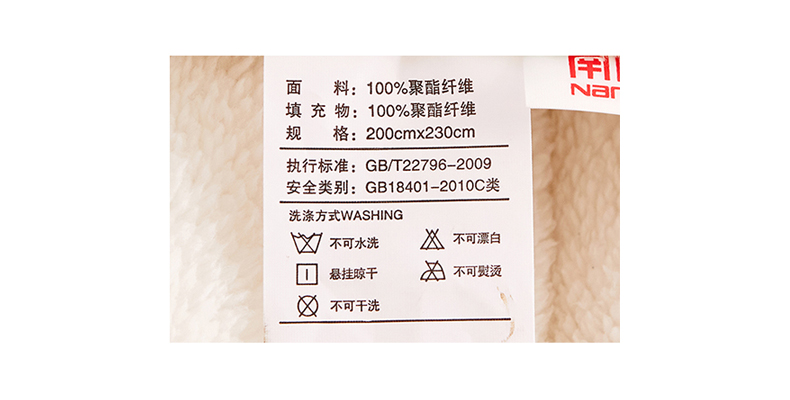 面 料：100%聚酯纤维
填 充 物：100%聚酯纤维
规 格：200cmx230cm
执行标准：GB/T22796-2009
安全类别：GB18401-2010C类
洗涤方式WASHING
不可水洗 不可漂白
悬挂晾干 不可熨烫
不可干洗
南
Nan